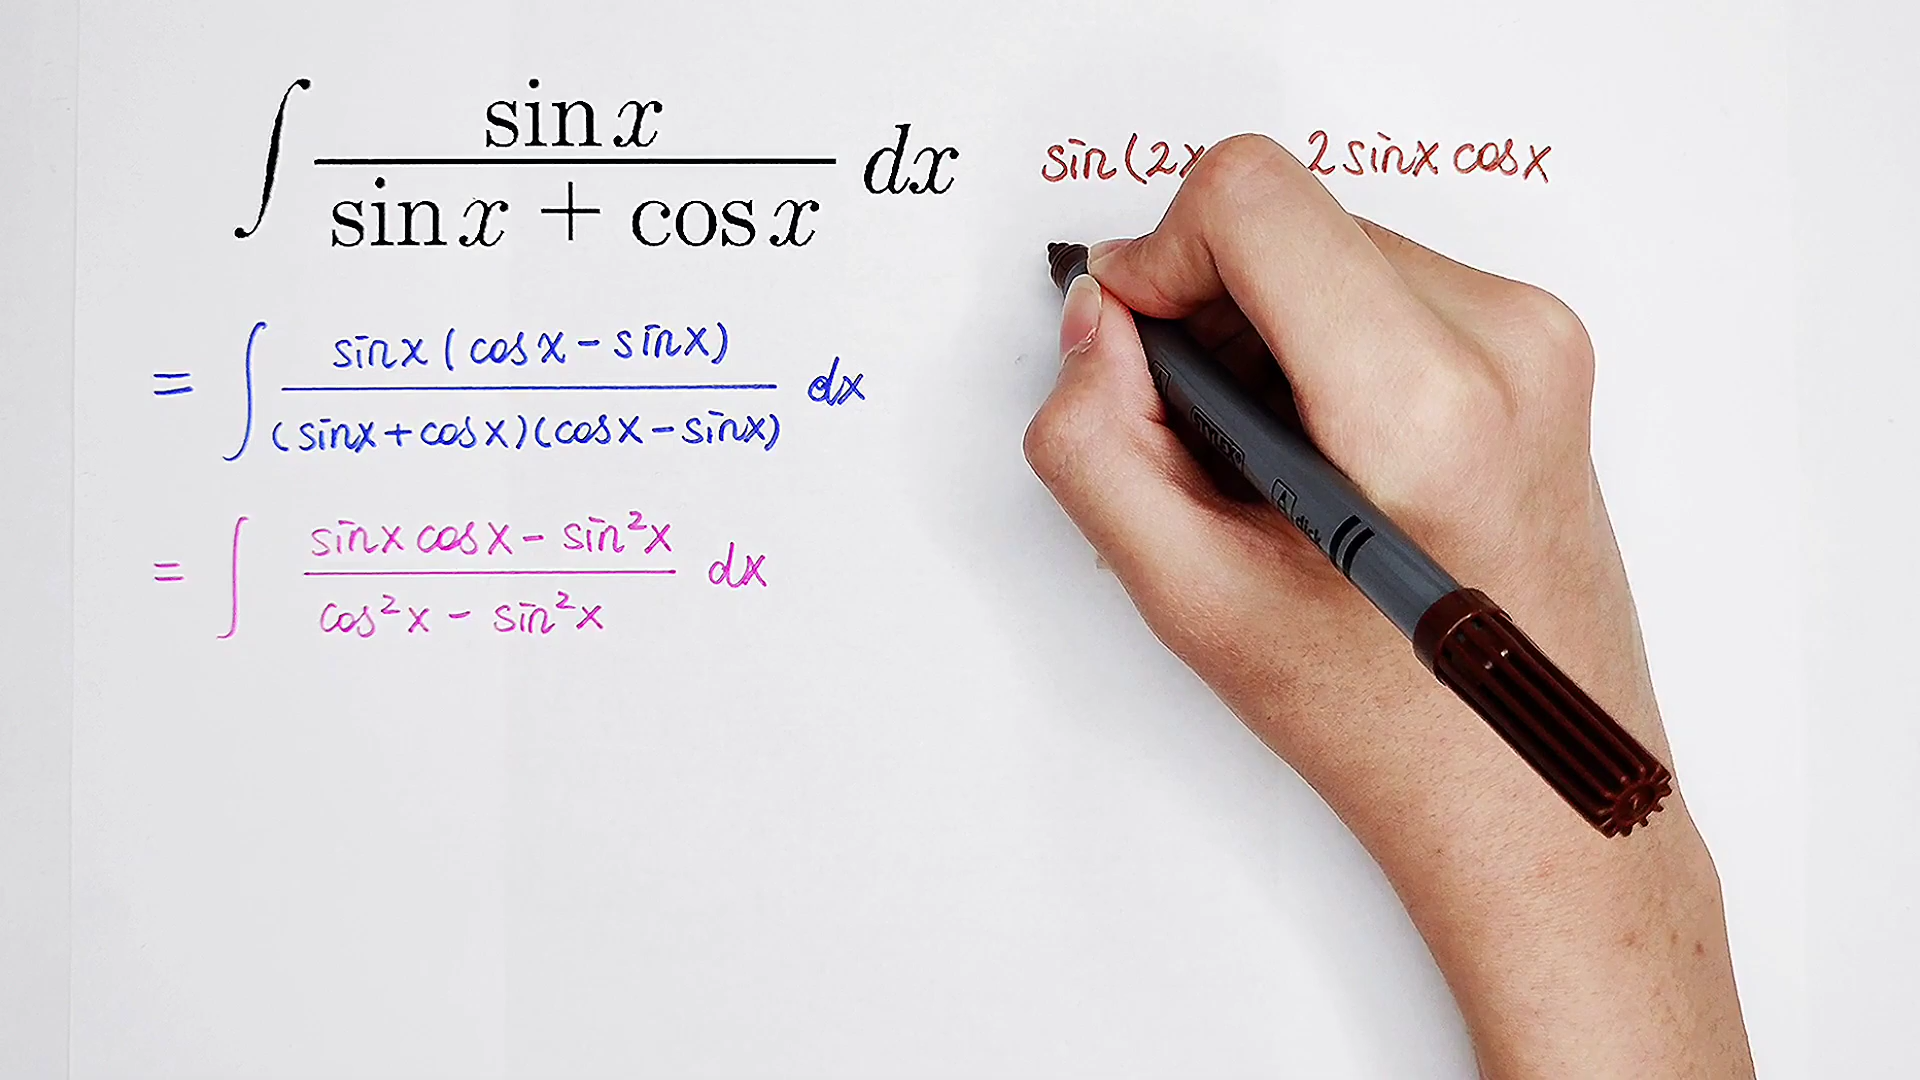 ∫ sin x / (sin x + cos x) dx
sin(2x 2 sinx cosx
= ∫ sinx (cosx − sinx) / (sinx + cosx)(cosx − sinx) dx
= ∫ (sinx cosx − sin²x) / (cos²x − sin²x) dx
A dick